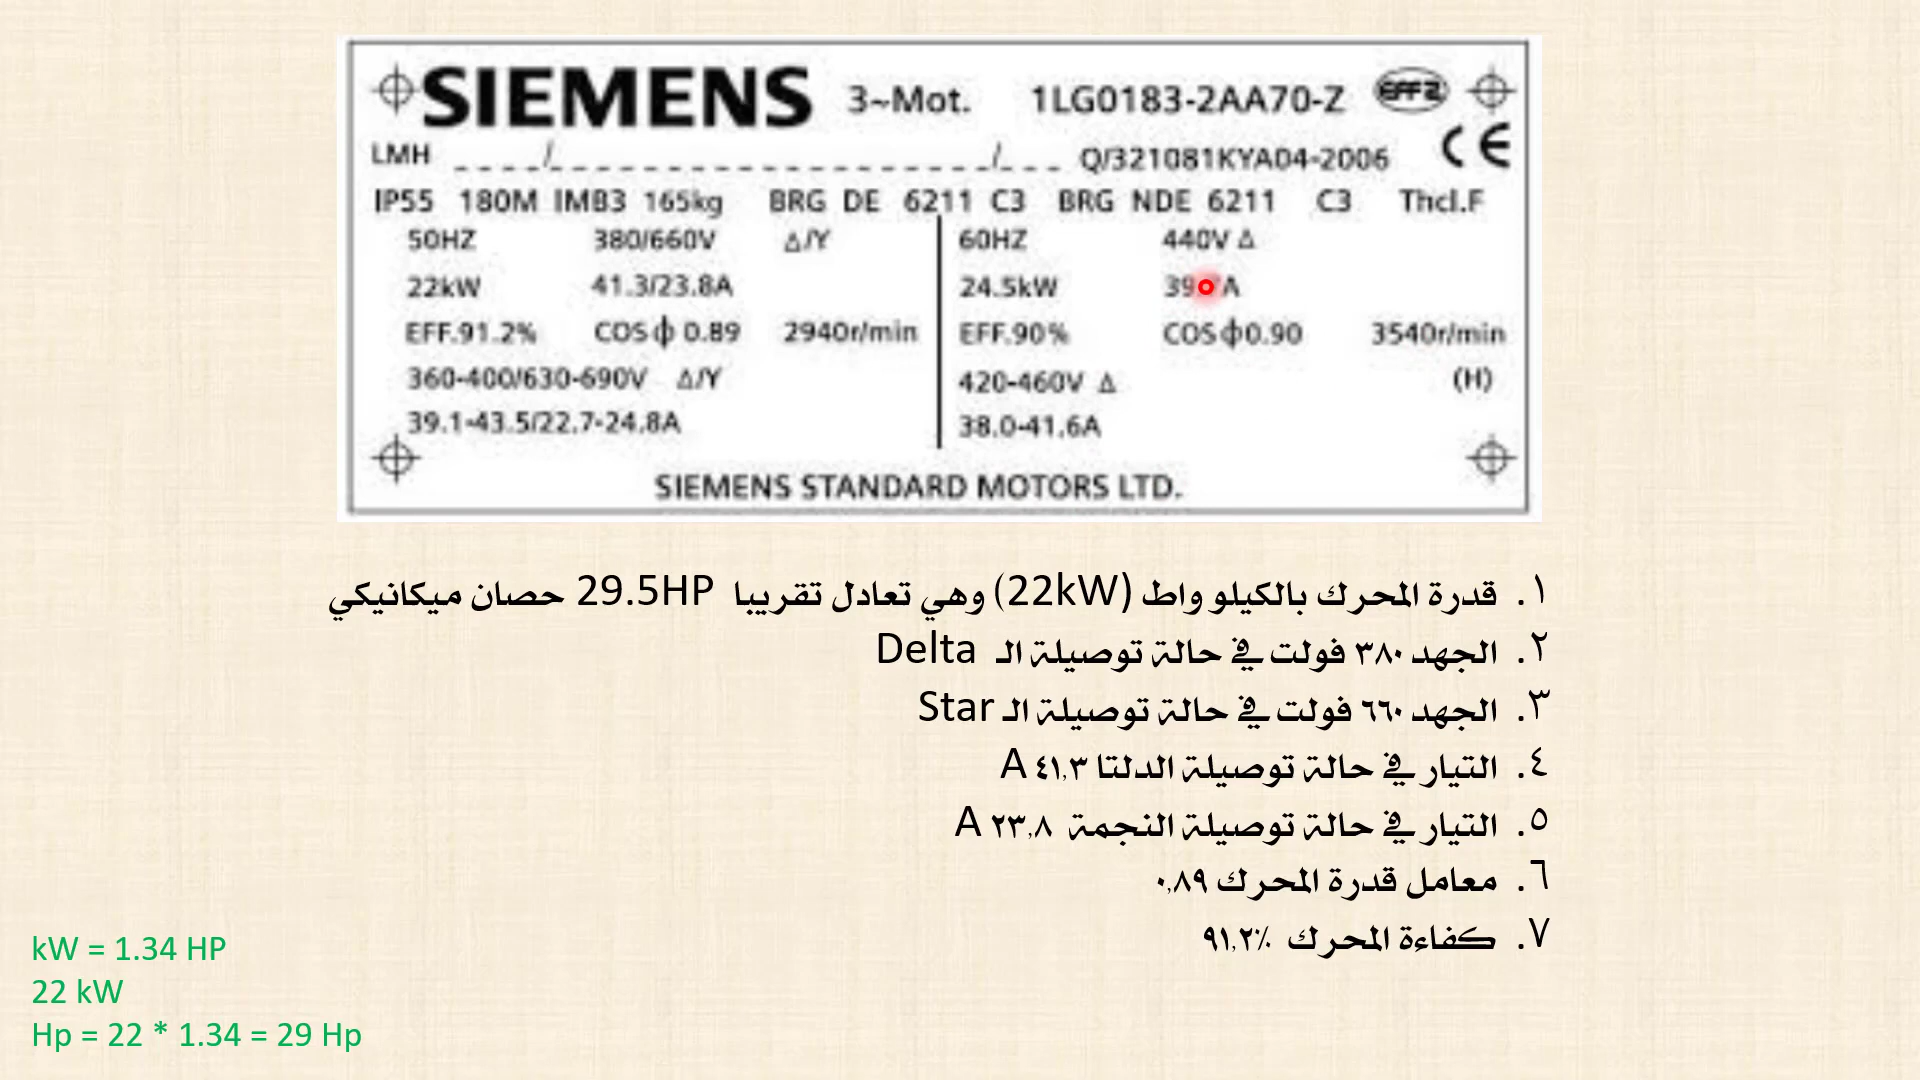 SIEMENS 3~Mot. 1LG0183-2AA70-Z EFF2
LMH _ _ _ _/_ _ _ _ _ _ _ _ _ _ _ _ _ _ _ _ _ _/_ _ _ Q/321081KYA04-2006 CE
IP55 180M IMB3 165kg BRG DE 6211 C3 BRG NDE 6211 C3 Thcl.F
50HZ 380/660V Δ/Y 60HZ 440V Δ
22kW 41.3/23.8A 24.5kW
EFF.91.2% COSϕ 0.89 2940r/min EFF.90% COSϕ0.90 3540r/min
360-400/630-690V Δ/Y 420-460V Δ (H)
39.1-43.5/22.7-24.8A 38.0-41.6A
SIEMENS STANDARD MOTORS LTD.
١. قدرة المحرك بالكيلو واط (22kW) وهي تعادل تقريبا 29.5HP حصان ميكانيكي
٢. الجهد ٣٨٠ فولت في حالة توصيلة الـ Delta
٣. الجهد ٦٦٠ فولت في حالة توصيلة الـ Star
٤. التيار في حالة توصيلة الدلتا ٤١,٣ A
٥. التيار في حالة توصيلة النجمة ٢٣,٨ A
٦. معامل قدرة المحرك ٠,٨٩
٧. كفاءة المحرك ٩١,٢٪
kW = 1.34 HP
22 kW
Hp = 22 * 1.34 = 29 Hp